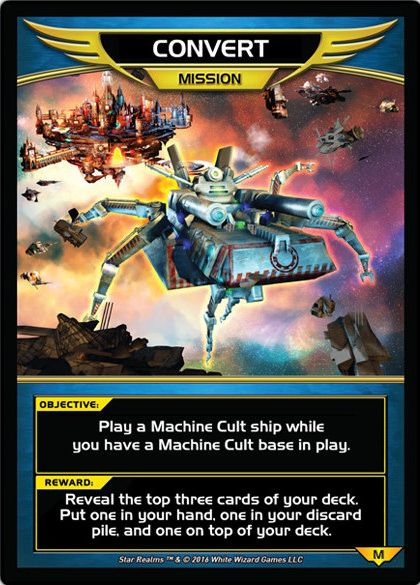 CONVERT
MISSION
OBJECTIVE:
Play a Machine Cult ship while
you have a Machine Cult base in play.
REWARD:
Reveal the top three cards of your deck.
Put one in your hand, one in your discard
pile, and one on top of your deck.
M
Star Realms ™ & © 2016 White Wizard Games LLC